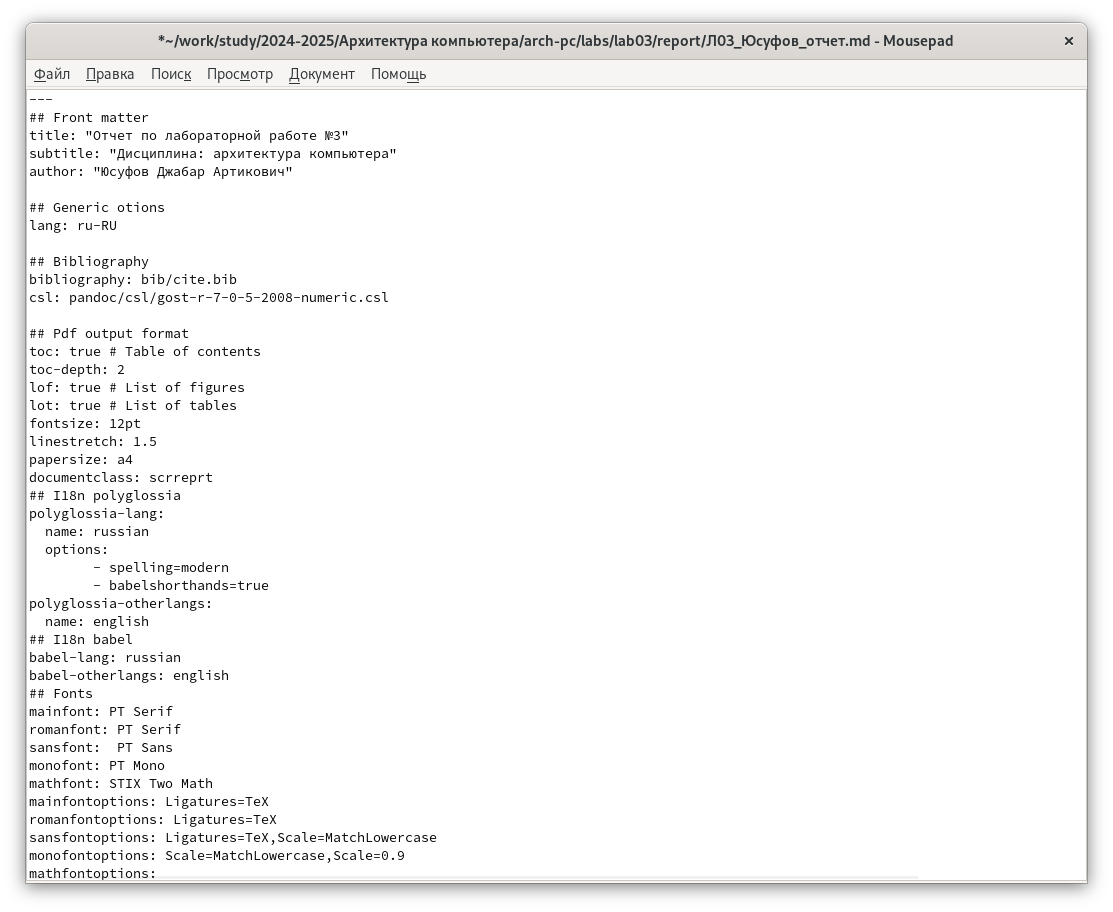 *~/work/study/2024-2025/Архитектура компьютера/arch-pc/labs/lab03/report/Л03_Юсуфов_отчет.md - Mousepad
Файл Правка Поиск Просмотр Документ Помощь
---
## Front matter
title: "Отчет по лабораторной работе №3"
subtitle: "Дисциплина: архитектура компьютера"
author: "Юсуфов Джабар Артикович"

## Generic otions
lang: ru-RU

## Bibliography
bibliography: bib/cite.bib
csl: pandoc/csl/gost-r-7-0-5-2008-numeric.csl

## Pdf output format
toc: true # Table of contents
toc-depth: 2
lof: true # List of figures
lot: true # List of tables
fontsize: 12pt
linestretch: 1.5
papersize: a4
documentclass: scrreprt
## I18n polyglossia
polyglossia-lang:
  name: russian
  options:
        - spelling=modern
        - babelshorthands=true
polyglossia-otherlangs:
  name: english
## I18n babel
babel-lang: russian
babel-otherlangs: english
## Fonts
mainfont: PT Serif
romanfont: PT Serif
sansfont:  PT Sans
monofont: PT Mono
mathfont: STIX Two Math
mainfontoptions: Ligatures=TeX
romanfontoptions: Ligatures=TeX
sansfontoptions: Ligatures=TeX,Scale=MatchLowercase
monofontoptions: Scale=MatchLowercase,Scale=0.9
mathfontoptions: